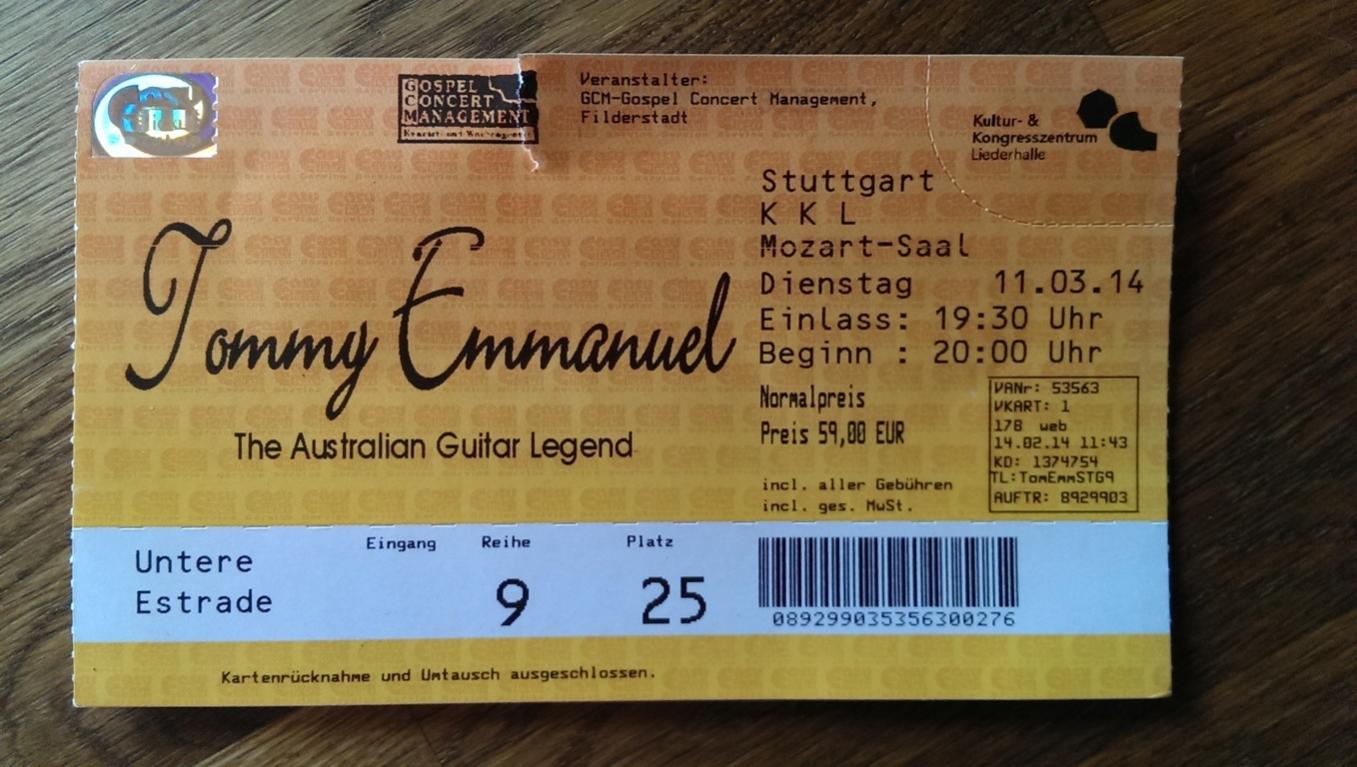 GOSPEL
CONCERT
MANAGEMENT
Veranstalter:
GCM-Gospel Concert Management,
Filderstadt
Kultur- &
Kongresszentrum
Liederhalle
Stuttgart
K K L
Mozart-Saal
Dienstag 11.03.14
Einlass: 19:30 Uhr
Beginn : 20:00 Uhr
Tommy Emmanuel
The Australian Guitar Legend
Normalpreis
Preis 59,00 EUR
incl. aller Gebühren
incl. ges. MwSt.
VANr: 53563
VKART: 1
178 web
14.02.14 11:43
KD: 1374754
TL:TomEmmSTG9
AUFTR: 8929903
Untere
Estrade
Eingang Reihe Platz
9 25
089299035356300276
Kartenrücknahme und Umtausch ausgeschlossen.